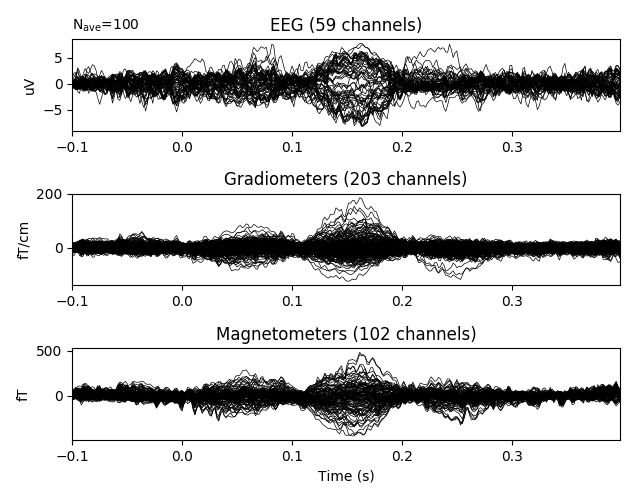 N_ave=100
EEG (59 channels)
5
0
−5
uV
−0.1 0.0 0.1 0.2 0.3
Gradiometers (203 channels)
200
0
fT/cm
−0.1 0.0 0.1 0.2 0.3
Magnetometers (102 channels)
500
0
fT
−0.1 0.0 0.1 0.2 0.3
Time (s)